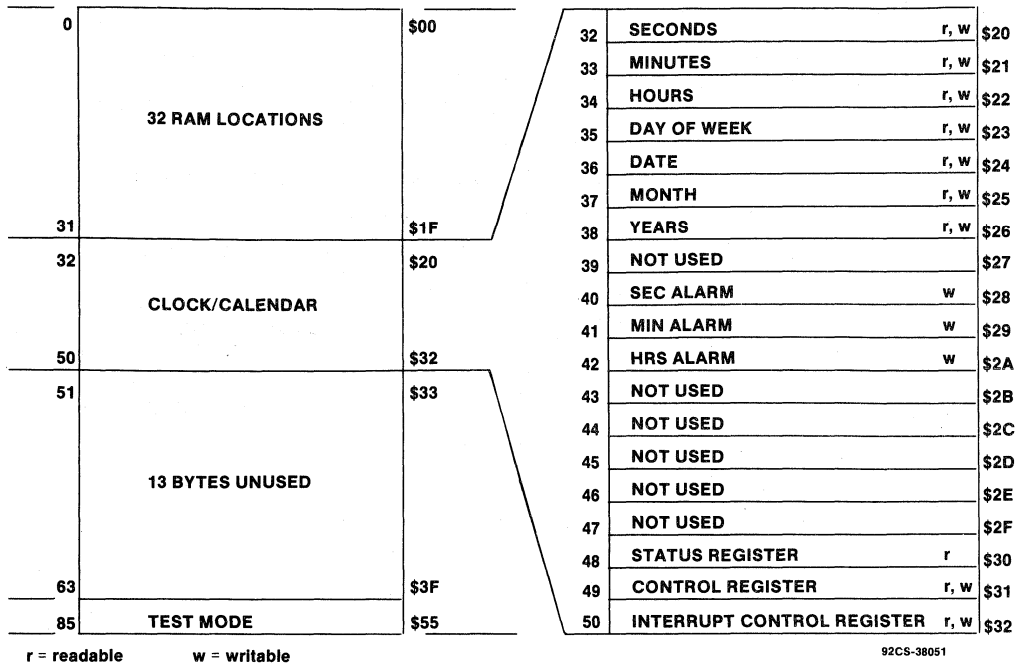 0 $00
32 RAM LOCATIONS
31 $1F
32 $20
CLOCK/CALENDAR
50 $32
51 $33
13 BYTES UNUSED
63 $3F
85 TEST MODE $55
32 SECONDS r, w $20
33 MINUTES r, w $21
34 HOURS r, w $22
35 DAY OF WEEK r, w $23
36 DATE r, w $24
37 MONTH r, w $25
38 YEARS r, w $26
39 NOT USED $27
40 SEC ALARM w $28
41 MIN ALARM w $29
42 HRS ALARM w $2A
43 NOT USED $2B
44 NOT USED $2C
45 NOT USED $2D
46 NOT USED $2E
47 NOT USED $2F
48 STATUS REGISTER r $30
49 CONTROL REGISTER r, w $31
50 INTERRUPT CONTROL REGISTER r, w $32
r = readable w = writable
92CS-38051